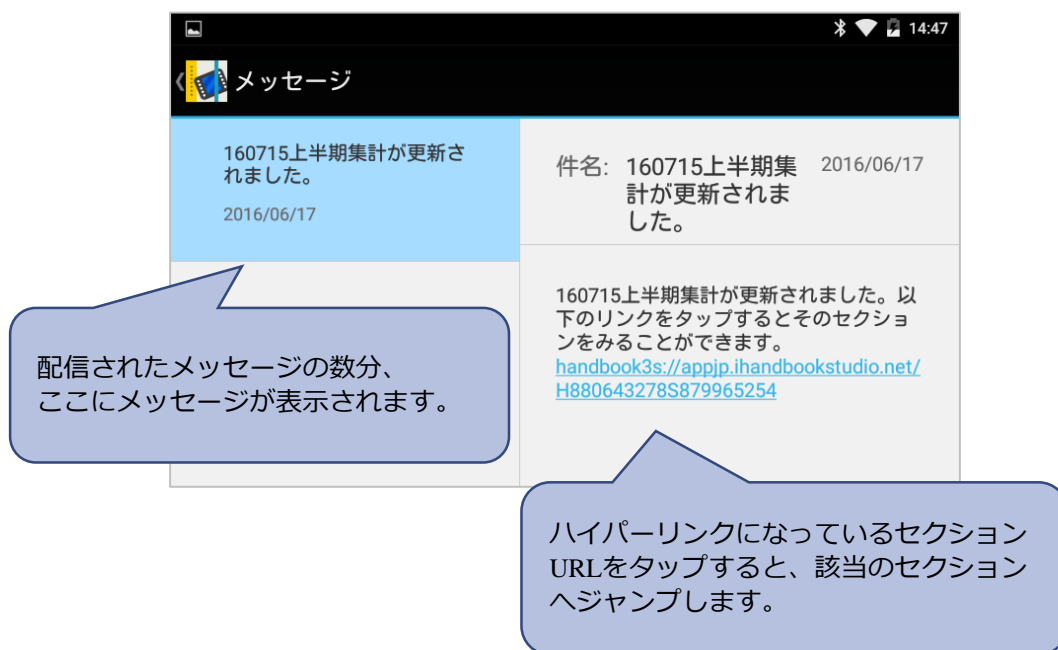 14:47
メッセージ
160715上半期集計が更新さ
れました。
2016/06/17
件名: 160715上半期集 2016/06/17
計が更新されま
した。
160715上半期集計が更新されました。以
下のリンクをタップするとそのセクショ
ンをみることができます。
handbook3s://appjp.ihandbookstudio.net/
H880643278S879965254
配信されたメッセージの数分、
ここにメッセージが表示されます。
ハイパーリンクになっているセクション
URLをタップすると、該当のセクション
へジャンプします。